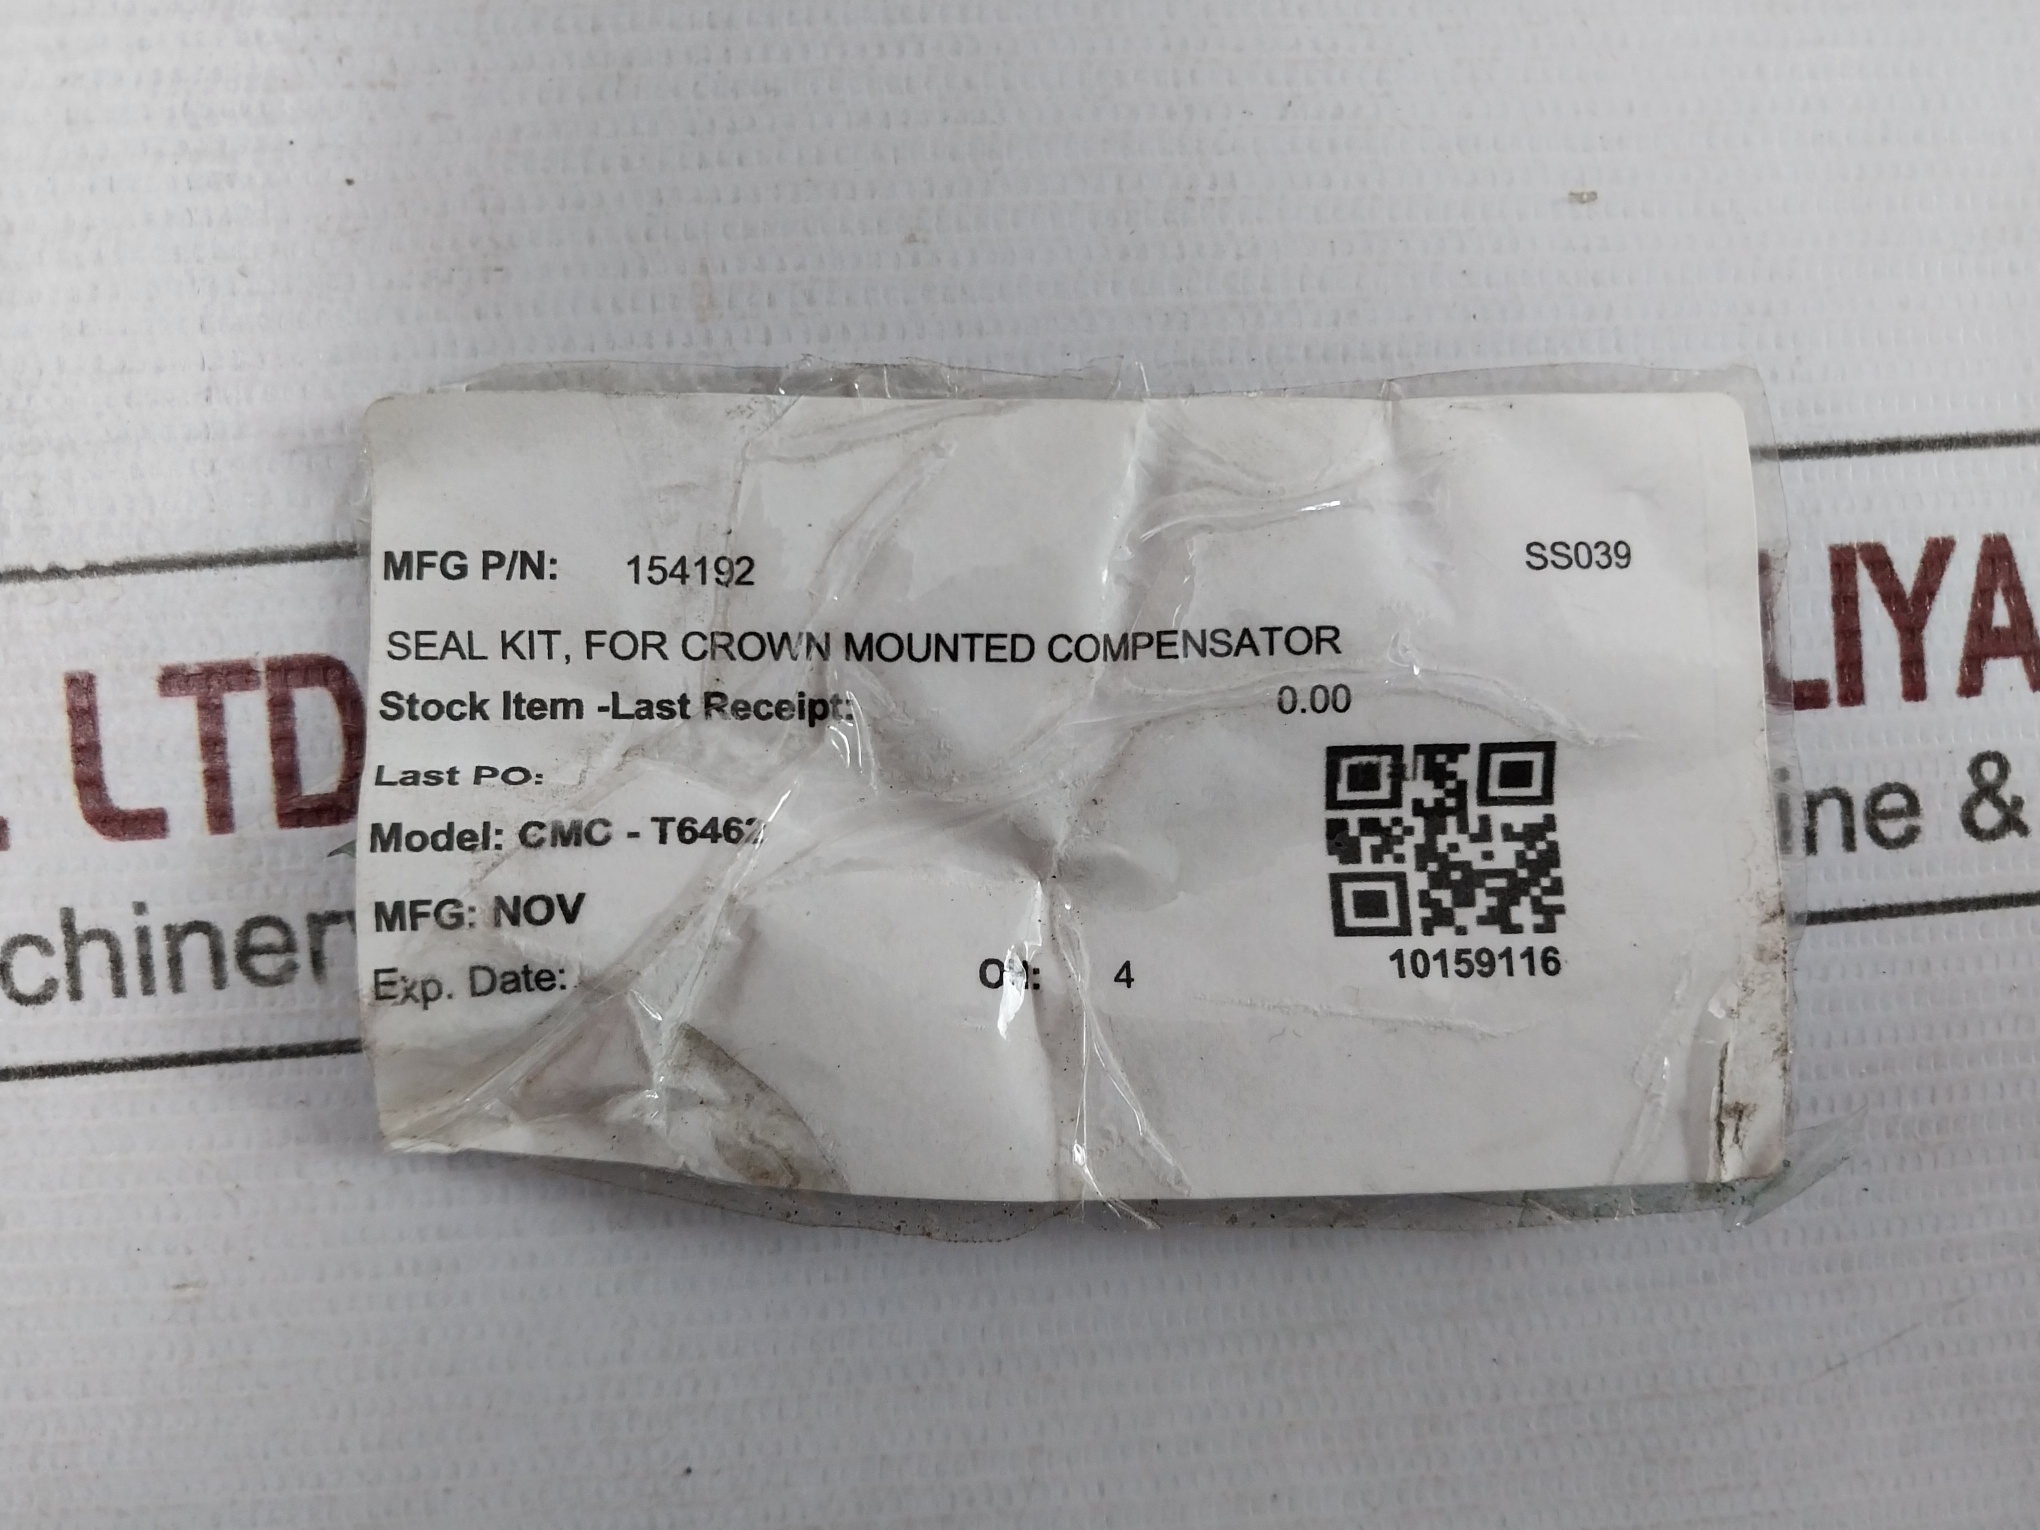 MFG P/N: 154192 SS039
SEAL KIT, FOR CROWN MOUNTED COMPENSATOR
Stock Item -Last Receipt: 0.00
Last PO:
Model: CMC - T6462
MFG: NOV
Exp. Date: 4
10159116
LTD
LIYA
chinery
ine &